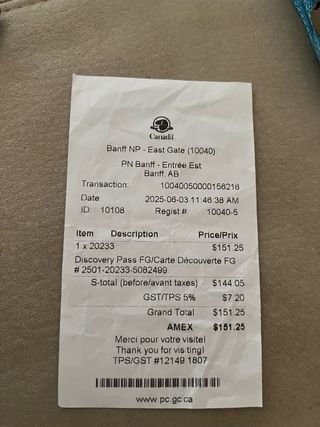 Canada
Banff NP - East Gate (10040)
PN Banff - Entrée Est
Banff, AB
Transaction: 10040050000156216
Date: 2025-06-03 11:46:38 AM
ID: 10108 Regist #: 10040-5
Item Description Price/Prix
1 x 20233 $151.25
Discovery Pass FG/Carte Découverte FG
# 2501-20233-5082499
S-total (before/avant taxes) $144.05
GST/TPS 5% $7.20
Grand Total $151.25
AMEX $151.25
Merci pour votre visite!
Thank you for visiting!
TPS/GST #12149 1807
www.pc.gc.ca